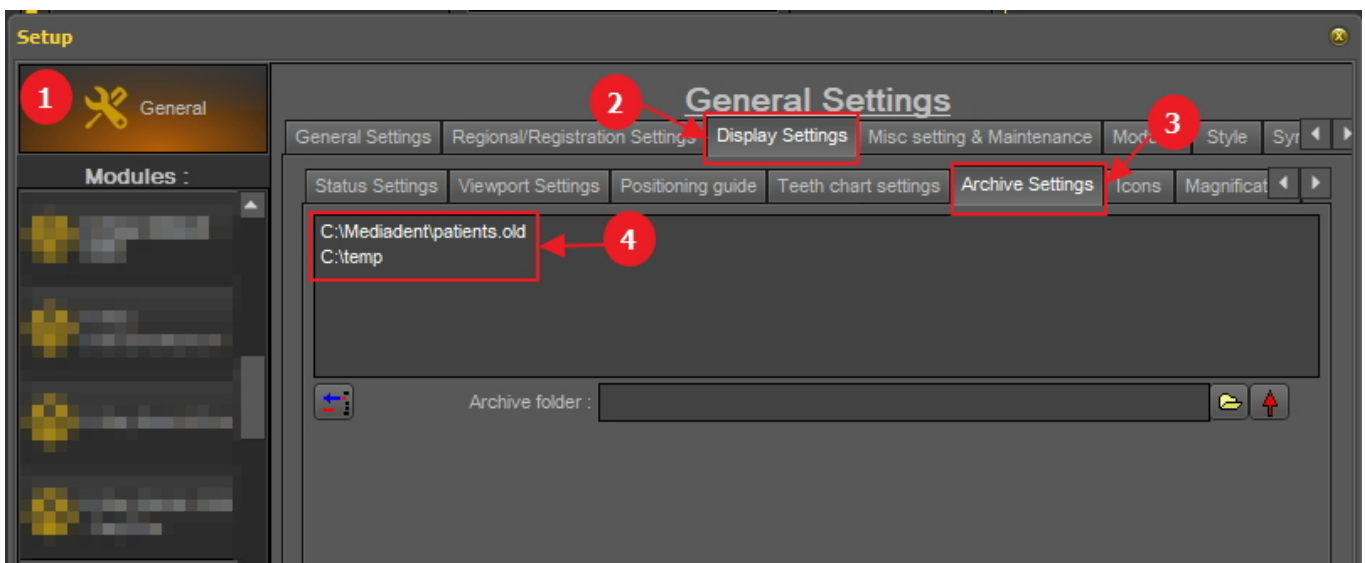 Setup
1
General
General Settings
2
3
General Settings Regional/Registration Settings Display Settings Misc setting & Maintenance Style
Modules :
Status Settings Viewport Settings Positioning guide Teeth chart settings Archive Settings Icons Magnificat
C:\Mediadent\patients.old
C:\temp
4
Archive folder :